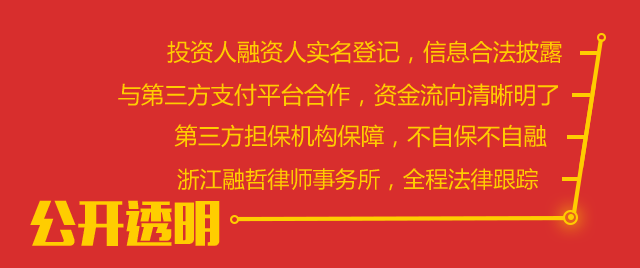 投资人融资人实名登记，信息合法披露
与第三方支付平台合作，资金流向清晰明了
第三方担保机构保障，不自保不自融
浙江融哲律师事务所，全程法律跟踪
公开透明